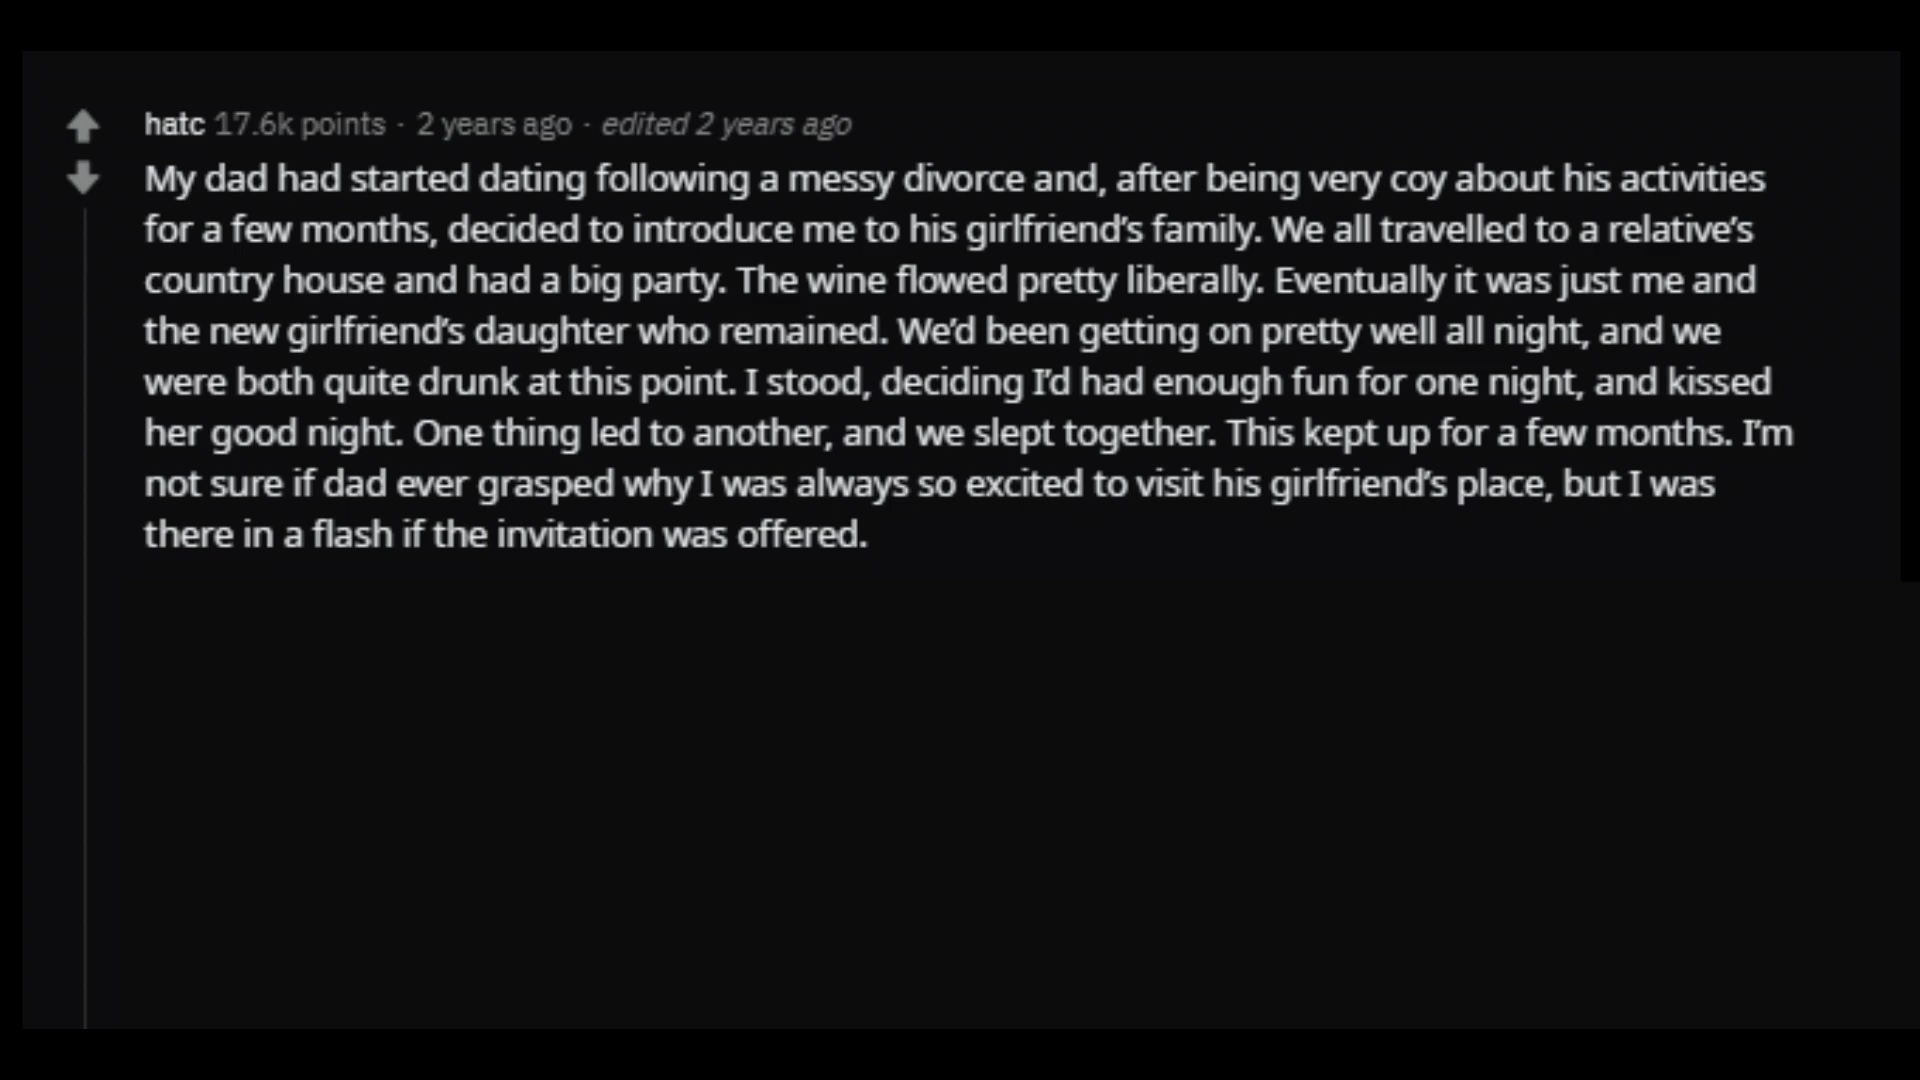 hatc 17.6k points · 2 years ago · edited 2 years ago
My dad had started dating following a messy divorce and, after being very coy about his activities
for a few months, decided to introduce me to his girlfriend’s family. We all travelled to a relative’s
country house and had a big party. The wine flowed pretty liberally. Eventually it was just me and
the new girlfriend’s daughter who remained. We’d been getting on pretty well all night, and we
were both quite drunk at this point. I stood, deciding I’d had enough fun for one night, and kissed
her good night. One thing led to another, and we slept together. This kept up for a few months. I’m
not sure if dad ever grasped why I was always so excited to visit his girlfriend’s place, but I was
there in a flash if the invitation was offered.